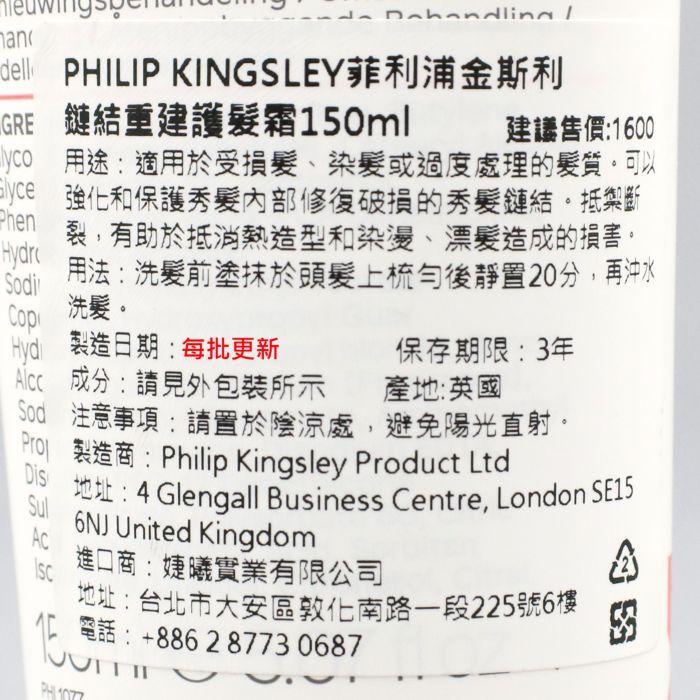 PHILIP KINGSLEY菲利浦金斯利
鏈結重建護髮霜150ml 建議售價:1600
用途：適用於受損髮、染髮或過度處理的髮質。可以
強化和保護秀髮內部修復破損的秀髮鏈結。抵禦斷
裂，有助於抵消熱造型和染燙、漂髮造成的損害。
用法：洗髮前塗抹於頭髮上梳勻後靜置20分，再沖水
洗髮。
製造日期：每批更新 保存期限：3年
成分：請見外包裝所示 產地:英國
注意事項：請置於陰涼處，避免陽光直射。
製造商：Philip Kingsley Product Ltd
地址：4 Glengall Business Centre, London SE15
6NJ United Kingdom
進口商：婕曦實業有限公司
地址：台北市大安區敦化南路一段225號6樓
電話：+886 2 8773 0687
2
PHI 1077